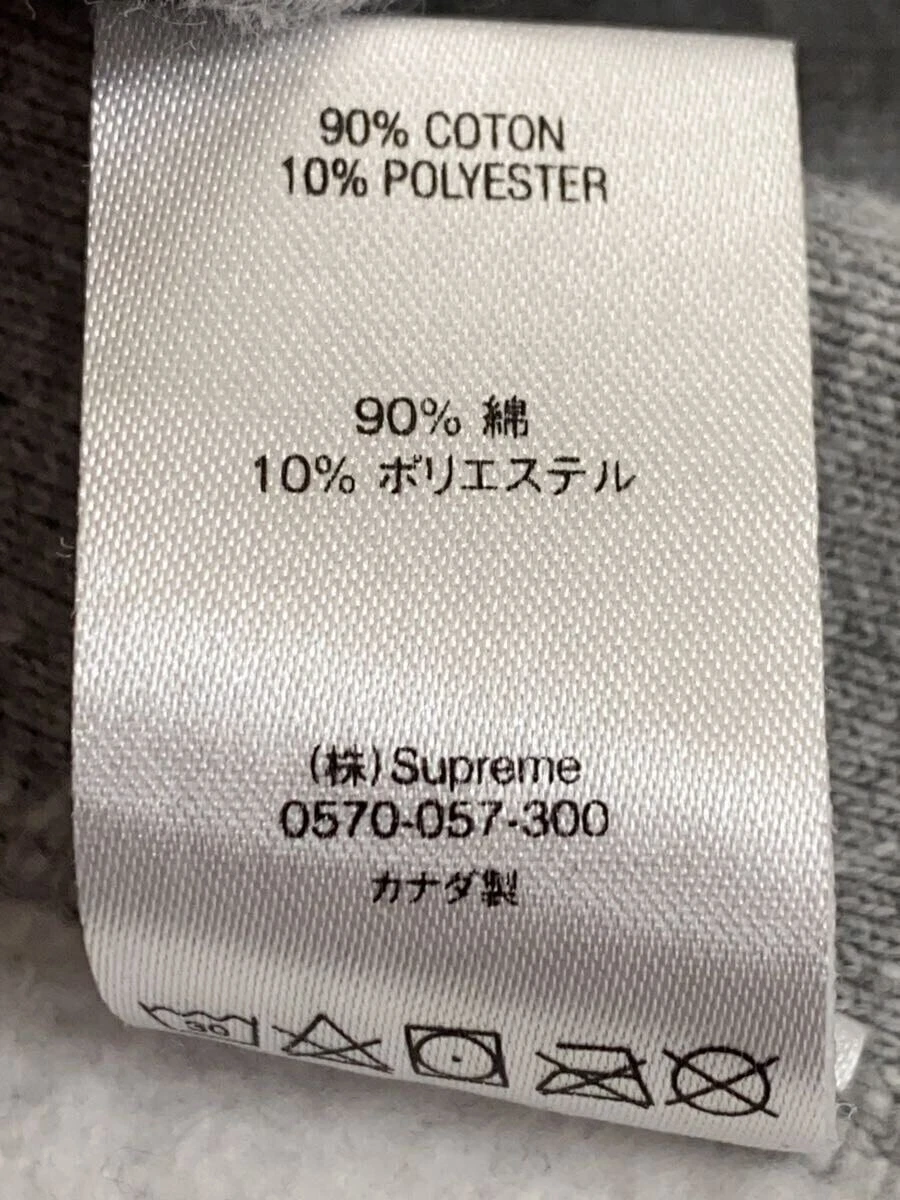 90% COTON
10% POLYESTER
90% 綿
10% ポリエステル
(株)Supreme
0570-057-300
カナダ製
30